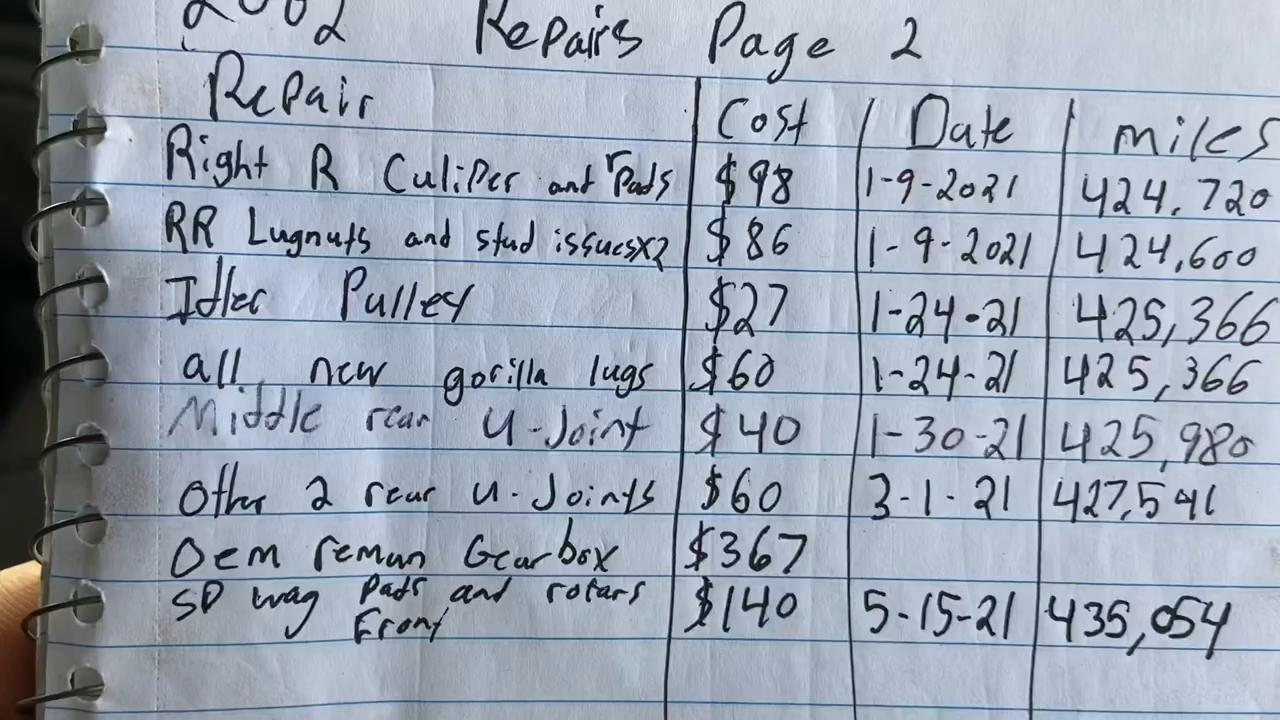 2002 Repairs Page 2
Repair Cost Date miles
Right R Culiper and r Pads $98 1-9-2021 424,720
RR Lugnuts and stud issuesx2 $86 1-9-2021 424,600
Idler Pulley $27 1-24-21 425,366
all new gorilla lugs $60 1-24-21 425,366
Middle rear U-Joint $40 1-30-21 425,980
Other 2 rear U-Joints $60 3-1-21 427,541
Oem reman Gearbox $367
SD wag Pads and rotars $140 5-15-21 435,054
Front